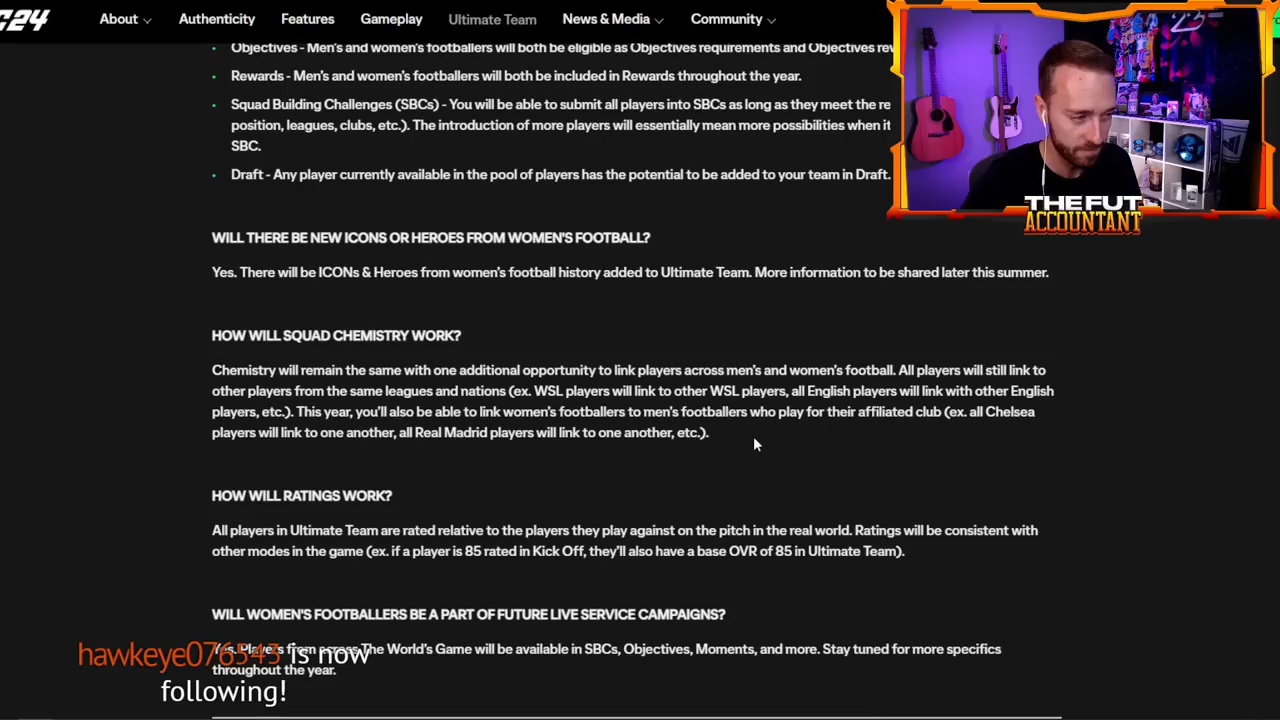 C24
About
Authenticity
Features
Gameplay
Ultimate Team
News & Media
Community
Objectives - Men's and women's footballers will both be eligible as Objectives requirements and Objectives
Rewards - Men's and women's footballers will both be included in Rewards throughout the year.
Squad Building Challenges (SBCs) - You will be able to submit all players into SBCs as long as they meet the
position, leagues, clubs, etc.). The introduction of more players will essentially mean more possibilities when it
SBC.
Draft - Any player currently available in the pool of players has the potential to be added to your team in Draft.
THE FUT
ACCOUNTANT
WILL THERE BE NEW ICONS OR HEROES FROM WOMEN'S FOOTBALL?
Yes. There will be ICONs & Heroes from women's football history added to Ultimate Team. More information to be shared later this summer.
HOW WILL SQUAD CHEMISTRY WORK?
Chemistry will remain the same with one additional opportunity to link players across men's and women's football. All players will still link to
other players from the same leagues and nations (ex. WSL players will link to other WSL players, all English players will link with other English
players, etc.). This year, you'll also be able to link women's footballers to men's footballers who play for their affiliated club (ex. all Chelsea
players will link to one another, all Real Madrid players will link to one another, etc.).
HOW WILL RATINGS WORK?
All players in Ultimate Team are rated relative to the players they play against on the pitch in the real world. Ratings will be consistent with
other modes in the game (ex. if a player is 85 rated in Kick Off, they'll also have a base OVR of 85 in Ultimate Team).
WILL WOMEN'S FOOTBALLERS BE A PART OF FUTURE LIVE SERVICE CAMPAIGNS?
Yes. Players from across The World's Game will be available in SBCs, Objectives, Moments, and more. Stay tuned for more specifics
throughout the year.
hawkeye076543 is now
following!